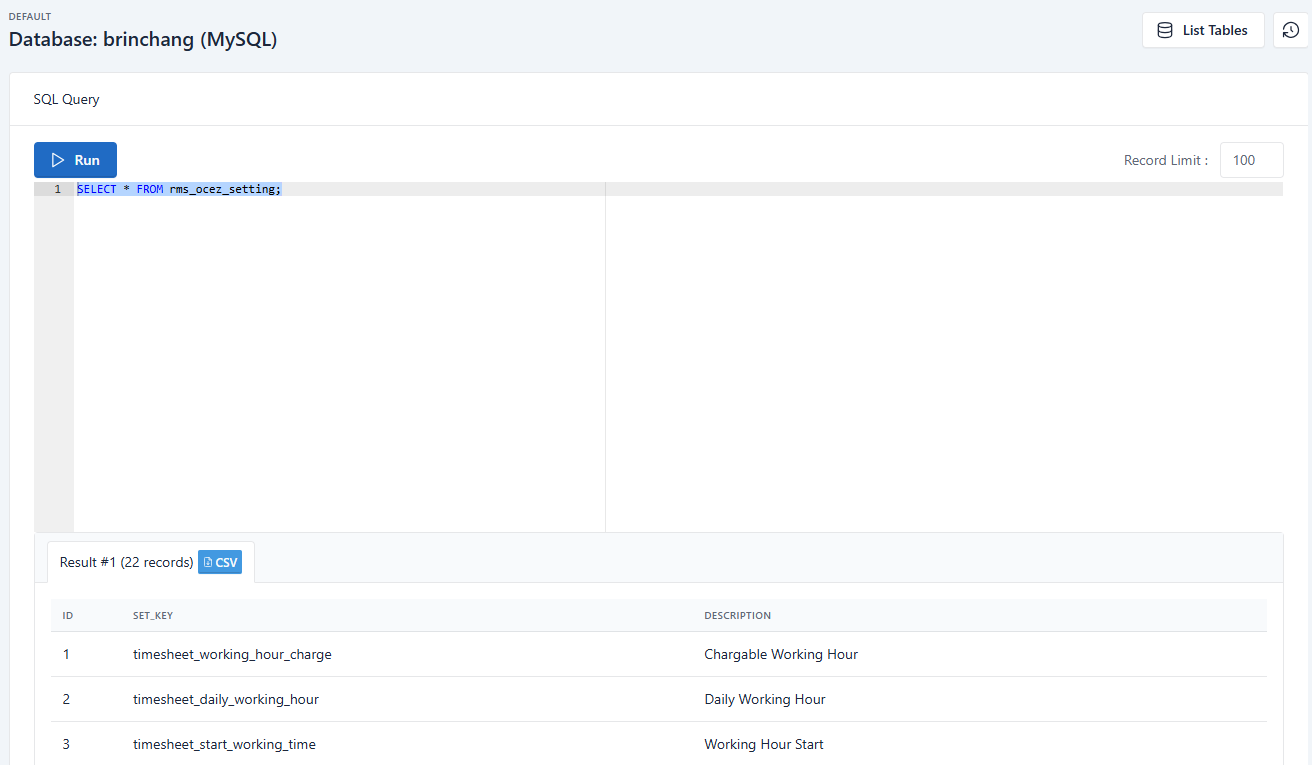 DEFAULT
Database: brinchang (MySQL)
List Tables
SQL Query
Run
Record Limit :
100
1 SELECT * FROM rms_ocez_setting;
Result #1 (22 records) CSV
ID SET_KEY DESCRIPTION
1 timesheet_working_hour_charge Chargable Working Hour
2 timesheet_daily_working_hour Daily Working Hour
3 timesheet_start_working_time Working Hour Start